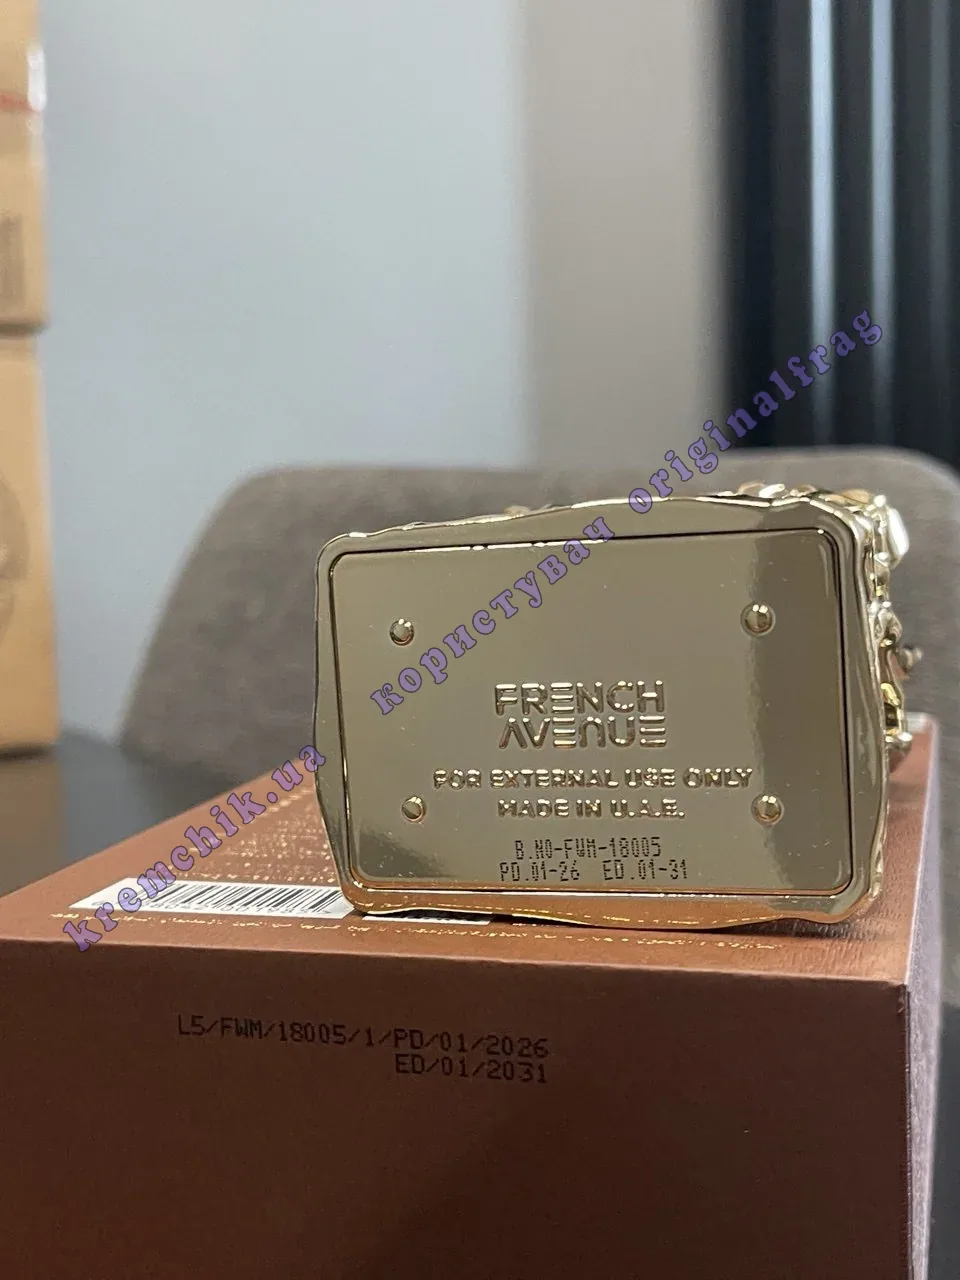 kremchik.ua користувач originalfrag
FRENCH
AVENUE
FOR EXTERNAL USE ONLY
MADE IN U.A.E.
B.NO-FWM-18005
PD.01-26 ED.01-31
L5/FWM/18005/1/PD/01/2026
ED/01/2031